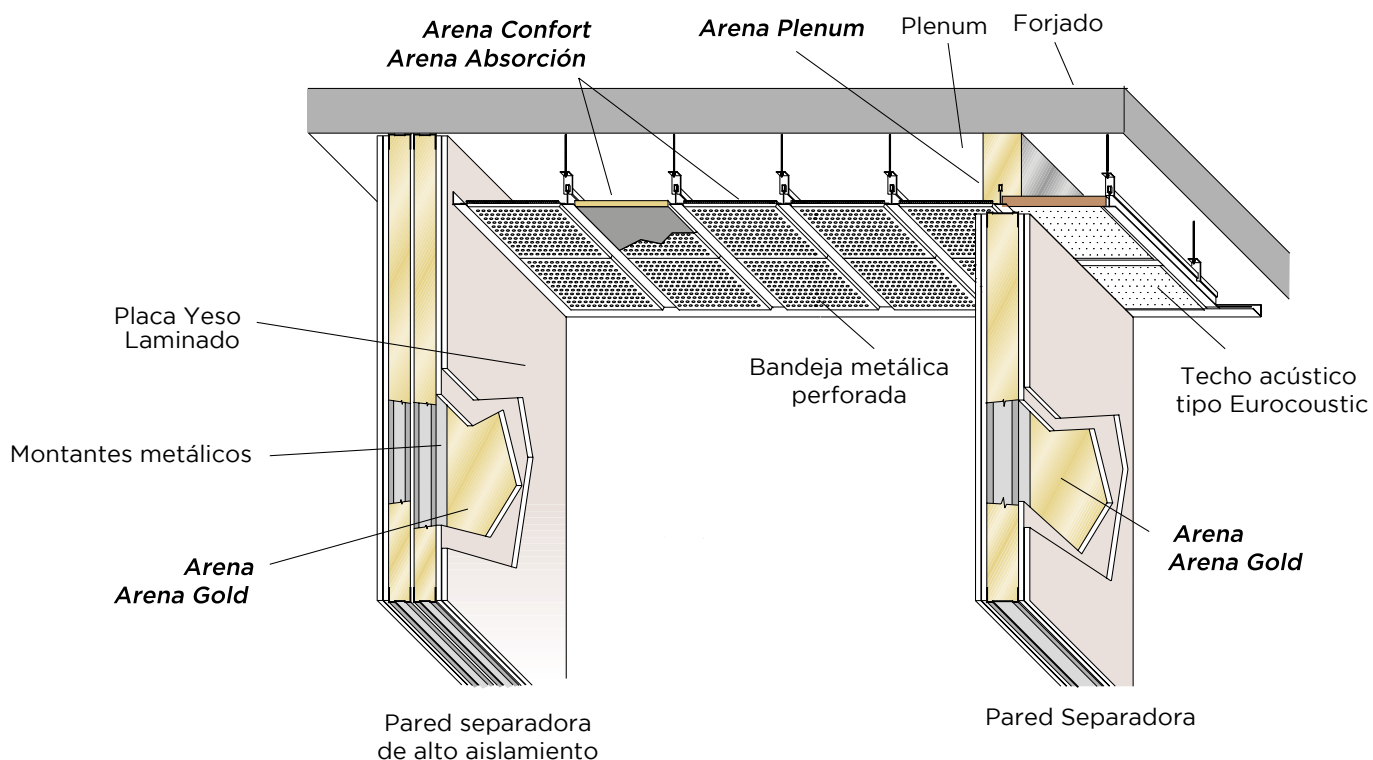 Arena Confort
Arena Absorción
Arena Plenum
Plenum
Forjado
Placa Yeso
Laminado
Bandeja metálica
perforada
Techo acústico
tipo Eurocoustic
Montantes metálicos
Arena
Arena Gold
Arena
Arena Gold
Pared separadora
de alto aislamiento
Pared Separadora